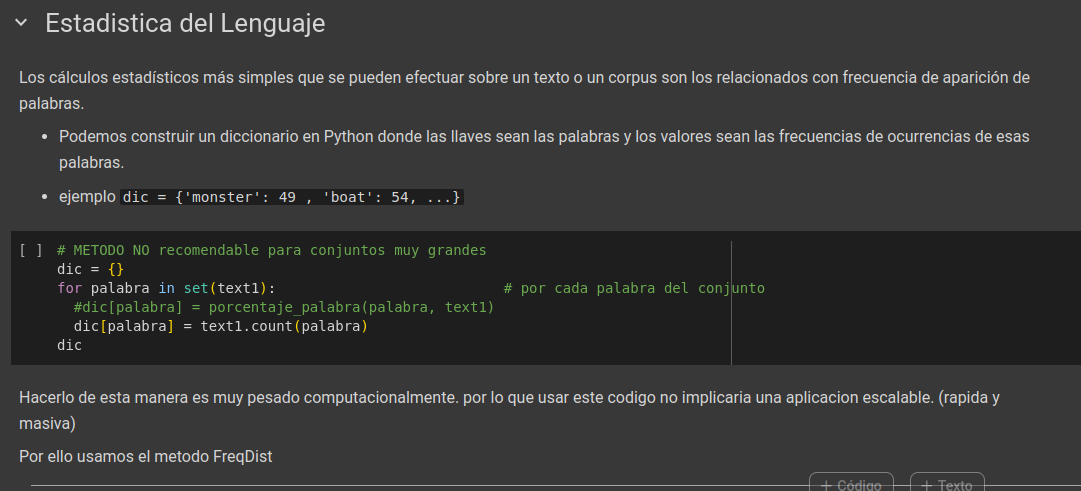 Estadistica del Lenguaje
Los cálculos estadísticos más simples que se pueden efectuar sobre un texto o un corpus son los relacionados con frecuencia de aparición de
palabras.
• Podemos construir un diccionario en Python donde las llaves sean las palabras y los valores sean las frecuencias de ocurrencias de esas
palabras.
• ejemplo dic = {'monster': 49 , 'boat': 54, ...}
[ ] # METODO NO recomendable para conjuntos muy grandes
dic = {}
for palabra in set(text1): # por cada palabra del conjunto
#dic[palabra] = porcentaje_palabra(palabra, text1)
dic[palabra] = text1.count(palabra)
dic
Hacerlo de esta manera es muy pesado computacionalmente. por lo que usar este codigo no implicaria una aplicacion escalable. (rapida y
masiva)
Por ello usamos el metodo FreqDist
+ Código + Texto